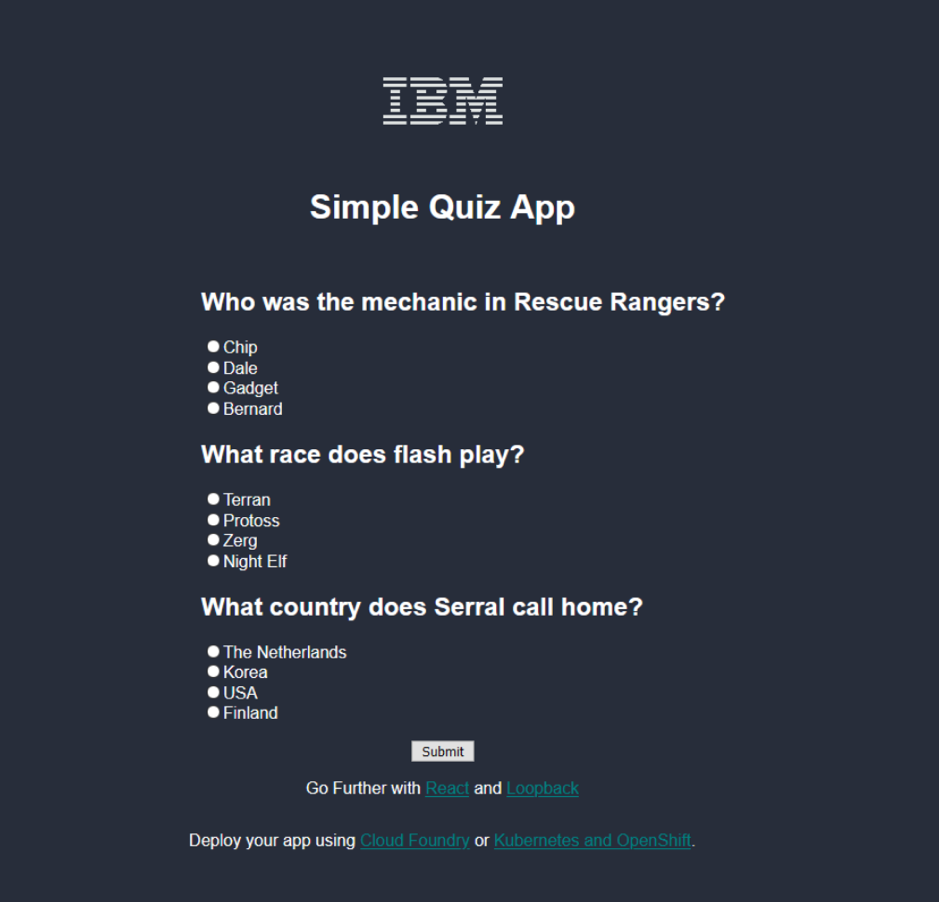 IBM
Simple Quiz App
Who was the mechanic in Rescue Rangers?
Chip
Dale
Gadget
Bernard
What race does flash play?
Terran
Protoss
Zerg
Night Elf
What country does Serral call home?
The Netherlands
Korea
USA
Finland
Submit
Go Further with React and Loopback
Deploy your app using Cloud Foundry or Kubernetes and OpenShift.